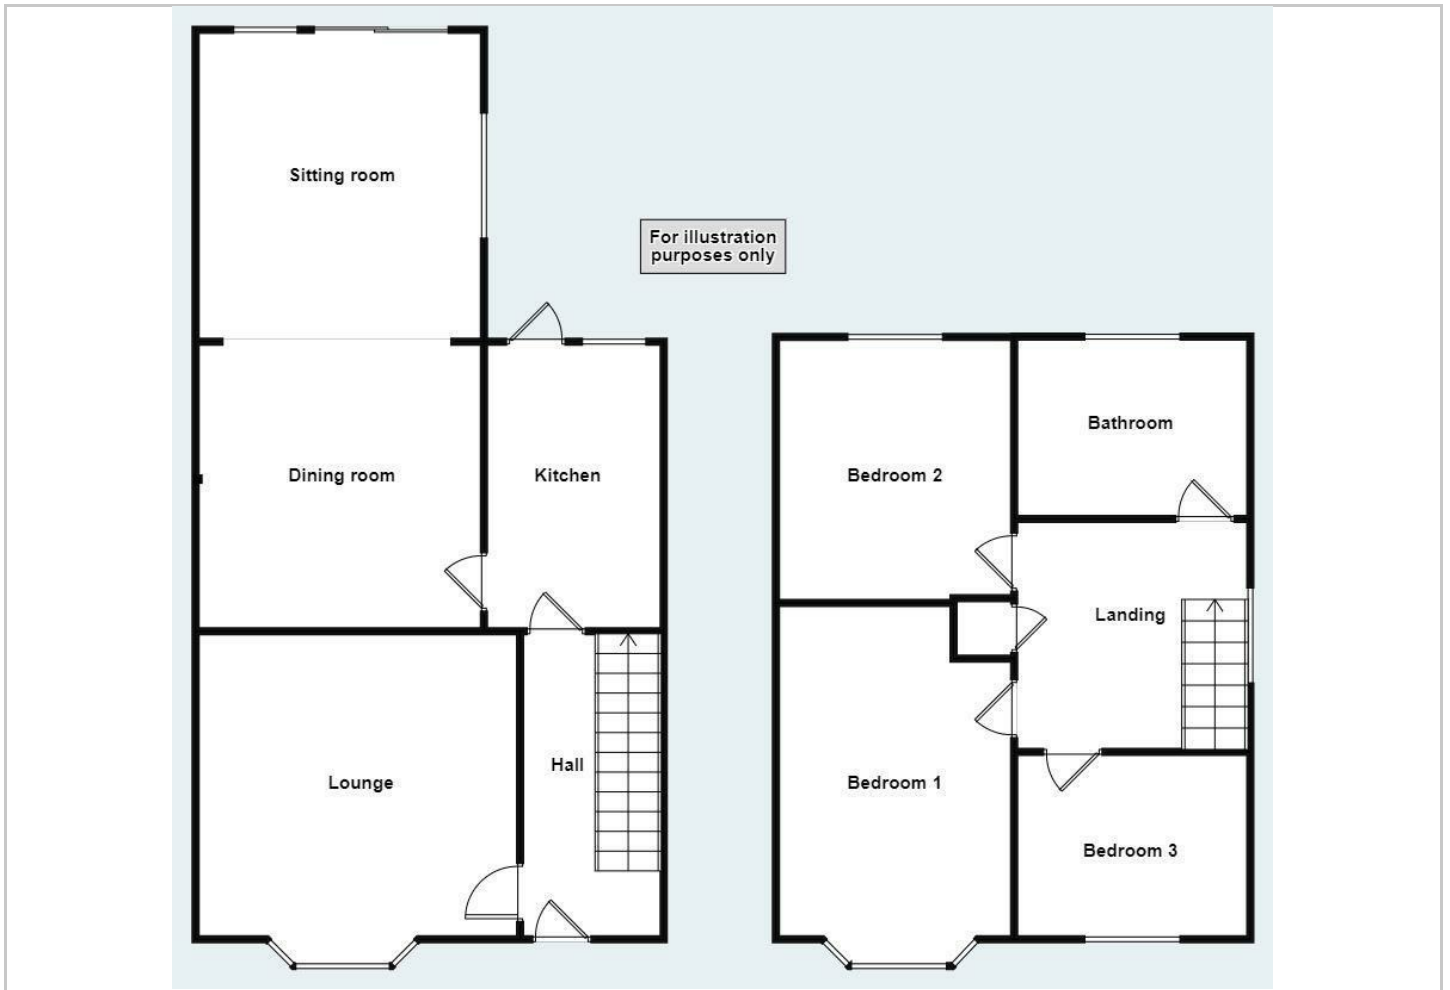 Sitting room
For illustration
purposes only
Dining room
Kitchen
Lounge
Hall
Bedroom 2
Bathroom
Landing
Bedroom 1
Bedroom 3